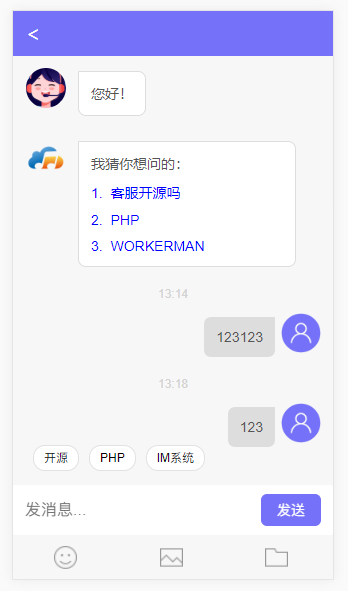 <
您好！
我猜你想问的：
1. 客服开源吗
2. PHP
3. WORKERMAN
13:14
123123
13:18
123
开源 PHP IM系统
发消息... 发送